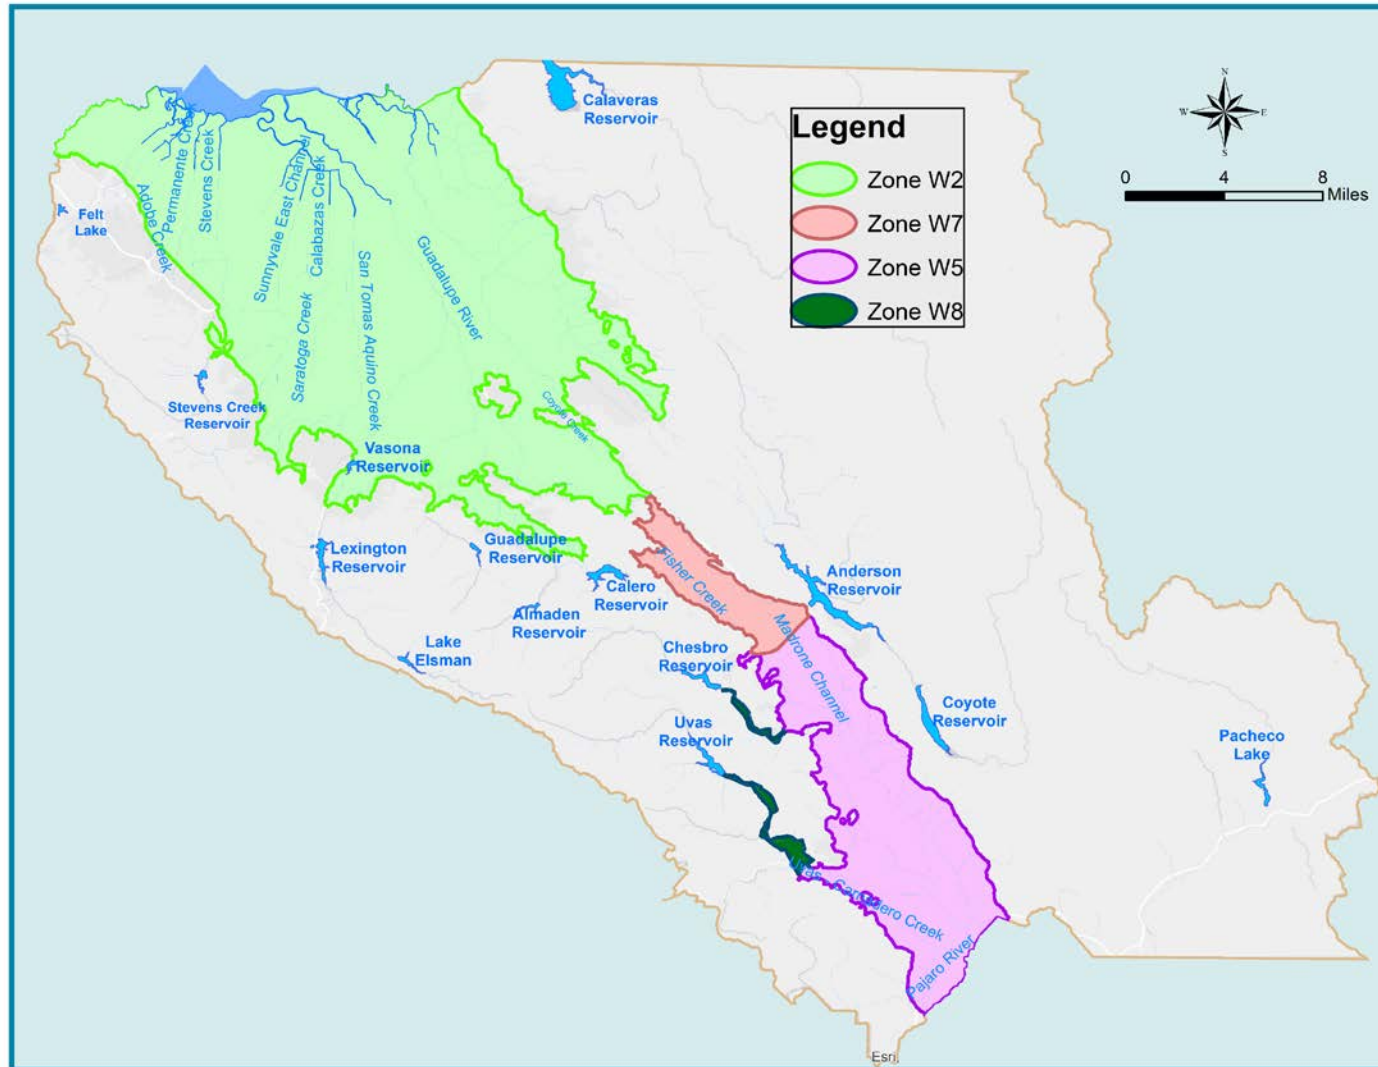 Calaveras
Reservoir
N
W
E
S
0
4
8
Miles
Legend
Zone W2
Zone W7
Zone W5
Zone W8
Felt
Lake
Adobe Creek
Permanente Creek
Stevens Creek
Sunnyvale East Channel
Calabazas Creek
Saratoga Creek
San Tomas Aquino Creek
Guadalupe River
Coyote Creek
Stevens Creek
Reservoir
Vasona
Reservoir
Lexington
Reservoir
Guadalupe
Reservoir
Calero
Reservoir
Almaden
Reservoir
Lake
Elsman
Fisher Creek
Anderson
Reservoir
Madrone Channel
Chesbro
Reservoir
Uvas
Reservoir
Coyote
Reservoir
Pacheco
Lake
Uvas - Carnadero Creek
Pajaro River
Esri,